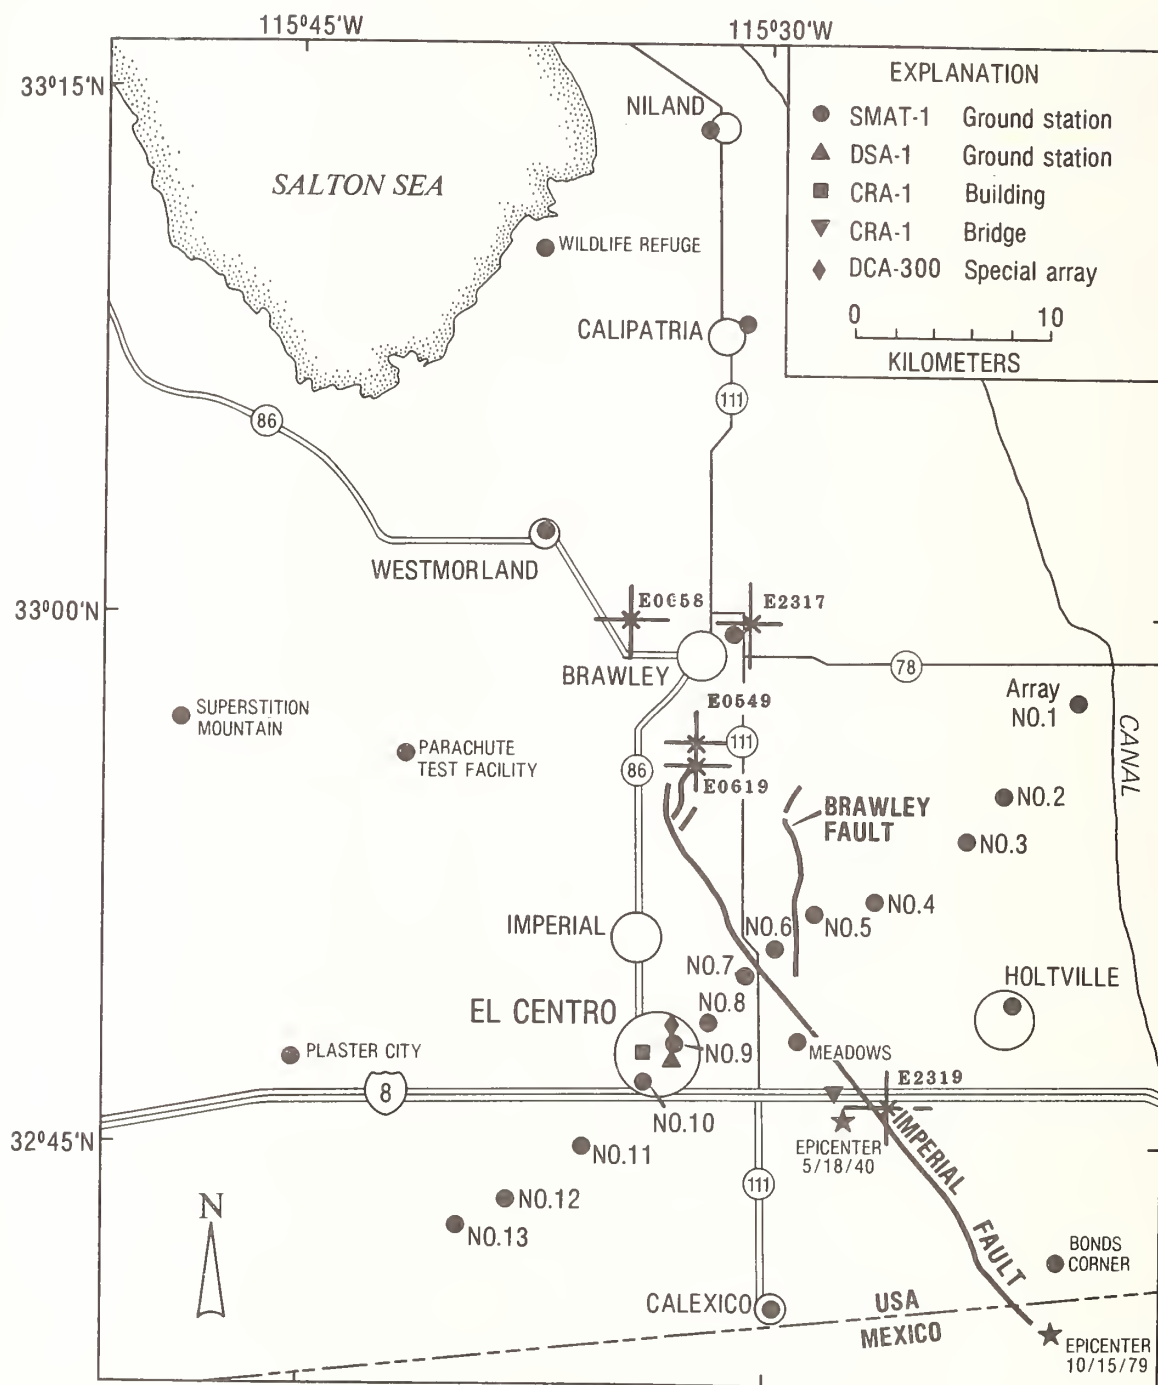 115°45'W
115°30'W
33°15'N
EXPLANATION
SMAT-1 Ground station
DSA-1 Ground station
CRA-1 Building
CRA-1 Bridge
DCA-300 Special array
0 10
KILOMETERS
NILAND
SALTON SEA
WILDLIFE REFUGE
CALIPATRIA
111
86
WESTMORLAND
33°00'N
E0658
E2317
BRAWLEY
78
SUPERSTITION
MOUNTAIN
PARACHUTE
TEST FACILITY
E0549
111
86
E0619
Array
NO.1
CANAL
NO.2
BRAWLEY
FAULT
NO.3
NO.4
NO.5
IMPERIAL
NO.6
NO.7
HOLTVILLE
EL CENTRO
NO.8
NO.9
PLASTER CITY
MEADOWS
8
E2319
NO.10
32°45'N
EPICENTER
5/18/40
IMPERIAL
FAULT
NO.11
111
NO.12
NO.13
N
BONDS
CORNER
CALEXICO
USA
MEXICO
EPICENTER
10/15/79